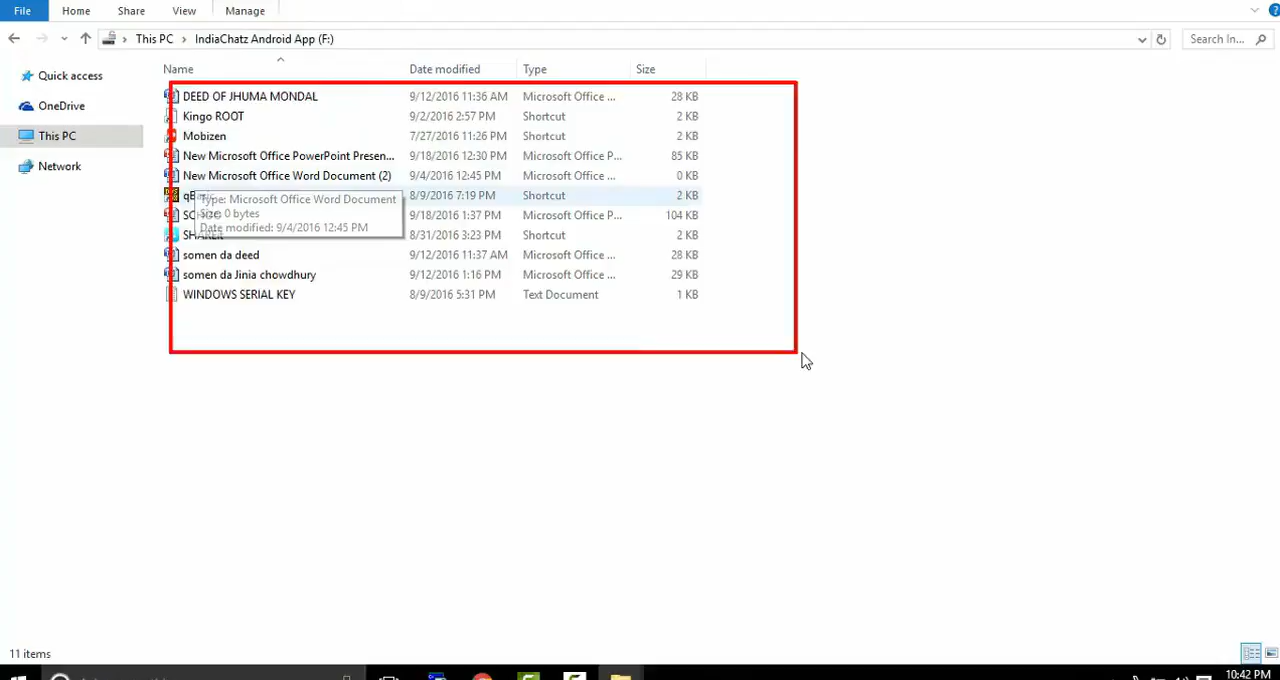 File Home Share View Manage
This PC IndiaChatz Android App (F:) Search In...
Name Date modified Type Size
Quick access
OneDrive
This PC
Network
DEED OF JHUMA MONDAL 9/12/2016 11:36 AM Microsoft Office ... 28 KB
Kingo ROOT 9/2/2016 2:57 PM Shortcut 2 KB
Mobizen 7/27/2016 11:26 PM Shortcut 2 KB
New Microsoft Office PowerPoint Presen... 9/18/2016 12:30 PM Microsoft Office P... 85 KB
New Microsoft Office Word Document (2) 9/4/2016 12:45 PM Microsoft Office ... 0 KB
8/9/2016 7:19 PM Shortcut 2 KB
Type: Microsoft Office Word Document
Size: 0 bytes
Date modified: 9/4/2016 12:45 PM
9/18/2016 1:37 PM Microsoft Office P... 104 KB
SHAREit 8/31/2016 3:23 PM Shortcut 2 KB
somen da deed 9/12/2016 11:37 AM Microsoft Office ... 28 KB
somen da Jinia chowdhury 9/12/2016 1:16 PM Microsoft Office ... 29 KB
WINDOWS SERIAL KEY 8/9/2016 5:31 PM Text Document 1 KB
11 items
10:42 PM